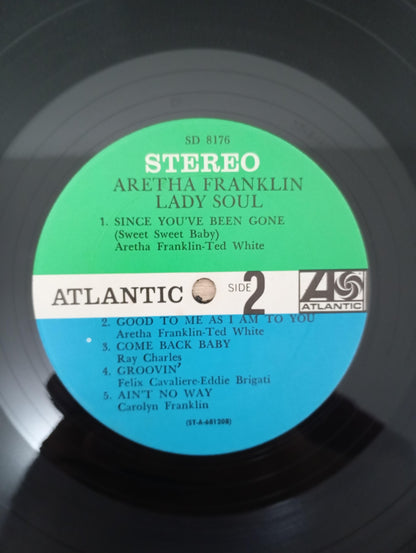 SD 8176
STEREO
ARETHA FRANKLIN
LADY SOUL
1. SINCE YOU'VE BEEN GONE
(Sweet Sweet Baby)
Aretha Franklin-Ted White
ATLANTIC SIDE 2 ATLANTIC
2. GOOD TO ME AS I AM TO YOU
Aretha Franklin-Ted White
3. COME BACK BABY
Ray Charles
4. GROOVIN'
Felix Cavaliere-Eddie Brigati
5. AIN'T NO WAY
Carolyn Franklin
(ST-A-681208)